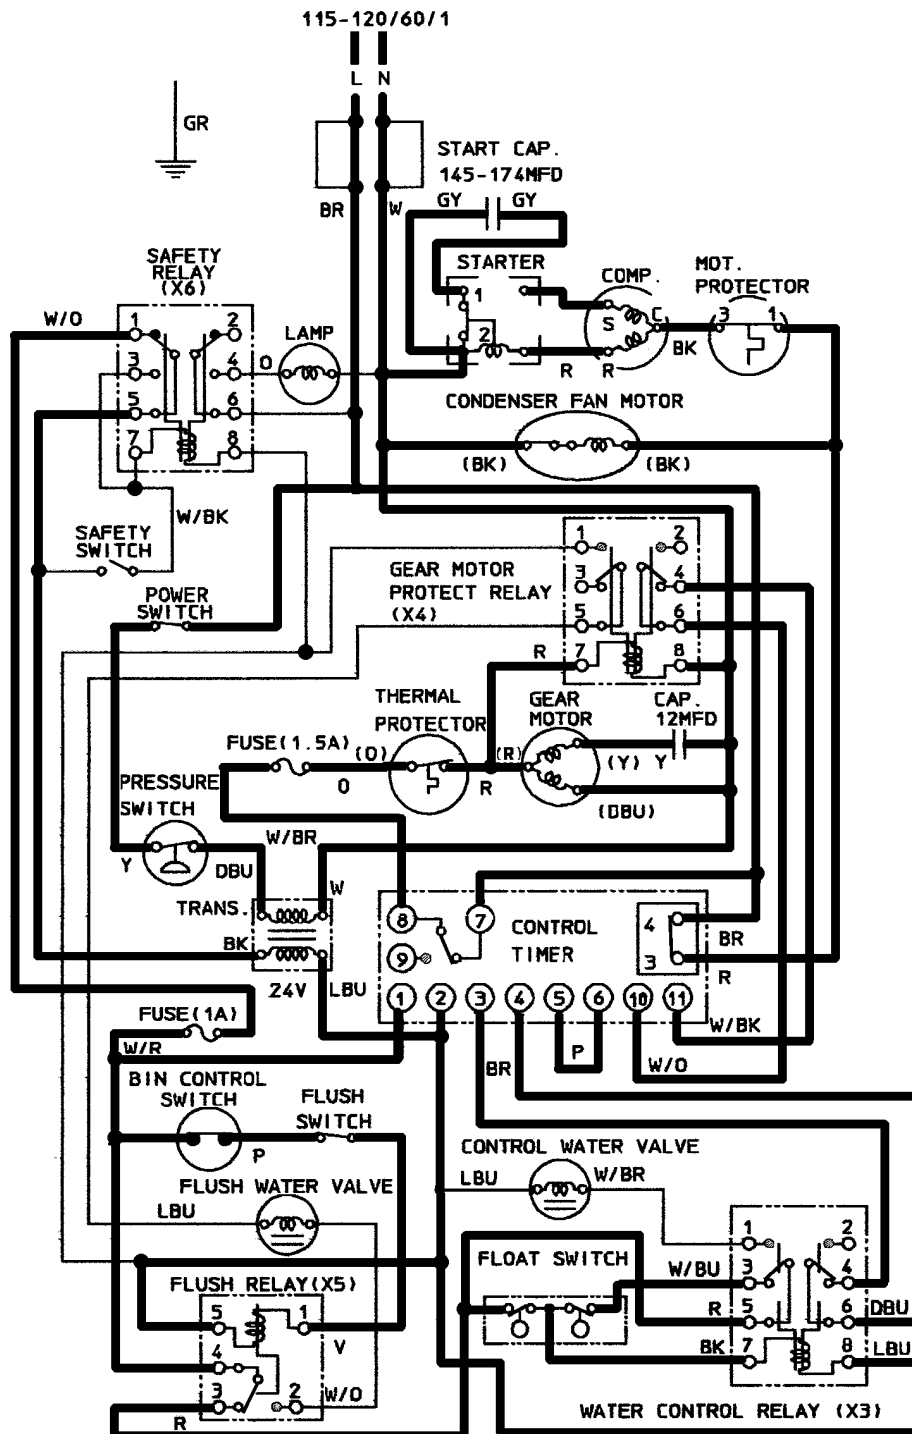 115-120/60/1
L N
GR
START CAP.
145-174MFD
GY GY
BR W
SAFETY
RELAY
(X6)
STARTER
COMP.
MOT.
PROTECTOR
W/O
1 2
LAMP
1
S C 3 1
3 4
O
2
BK
R R
5 6
CONDENSER FAN MOTOR
7 8
(BK) (BK)
W/BK
SAFETY
SWITCH
1 2
GEAR MOTOR
PROTECT RELAY
(X4)
3 4
POWER
SWITCH
5 6
R 7 8
THERMAL
PROTECTOR
GEAR
MOTOR
CAP.
12MFD
FUSE(1.5A)
(O) (R)
(Y) Y
O R
PRESSURE
SWITCH
(DBU)
W/BR
Y DBU
W
TRANS.
8 7
CONTROL
TIMER
4
BR
BK
9
3
R
24V
LBU
1 2 3 4 5 6 10 11
FUSE(1A)
W/BK
W/R
BR P W/O
BIN CONTROL
SWITCH
FLUSH
SWITCH
P
CONTROL WATER VALVE
LBU W/BR
FLUSH WATER VALVE
LBU
1 2
FLOAT SWITCH
W/BU
3 4
FLUSH RELAY(X5)
5 1
R 5 6 DBU
V
BK 7 8 LBU
4
3 2 W/O
R
WATER CONTROL RELAY (X3)